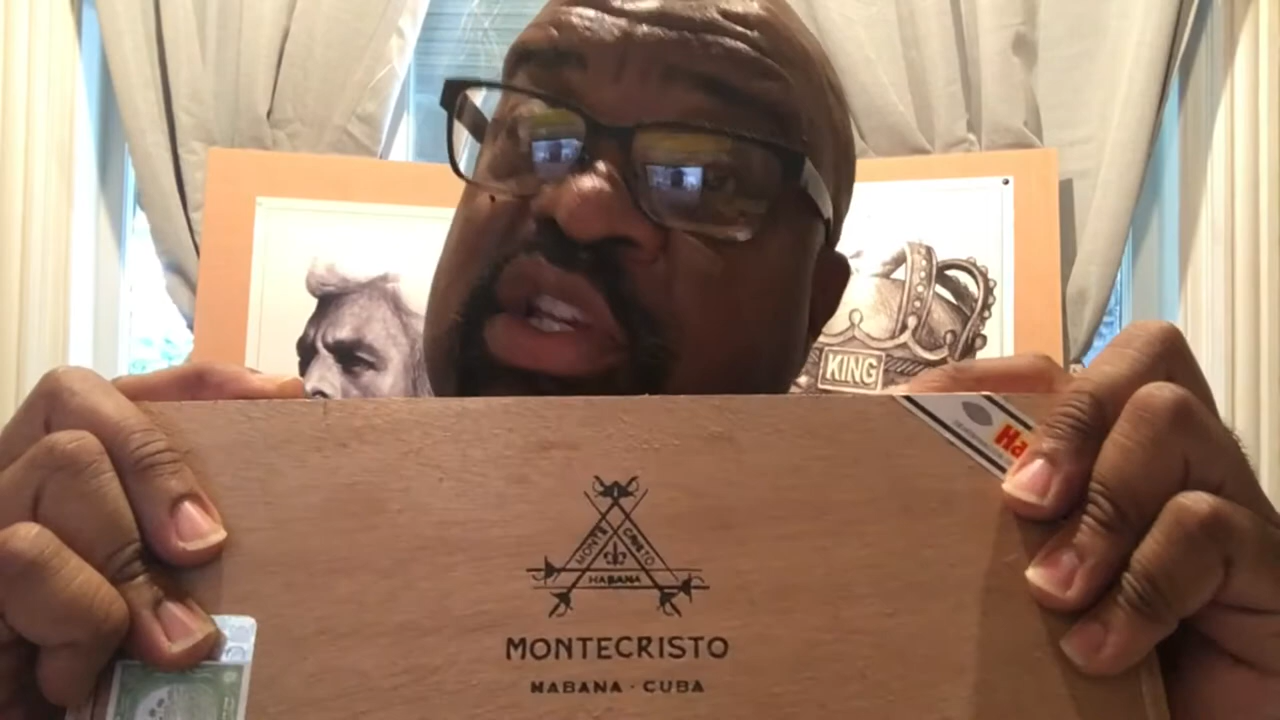 KING
Ha
MONTE CRISTO
HABANA
MONTECRISTO
HABANA · CUBA